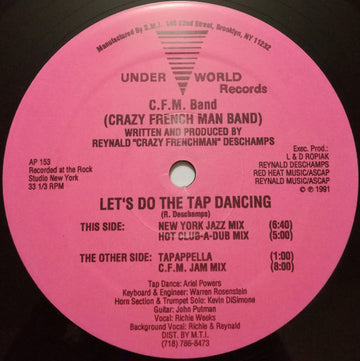 Manufactured By S.M.I. 148 62nd Street, Brooklyn, NY 11232
UNDER WORLD
Records
C.F.M. Band
(CRAZY FRENCH MAN BAND)
WRITTEN AND PRODUCED BY
REYNALD "CRAZY FRENCHMAN" DESCHAMPS
AP 153
Recorded at the Rock
Studio New York
33 1/3 RPM
Exec. Prod.:
L & D ROPIAK
REYNALD DESCHAMPS
RED HEAT MUSIC/ASCAP
REYNALD MUSIC/ASCAP
© ℗ 1991
LET'S DO THE TAP DANCING
(R. Deschamps)
THIS SIDE: NEW YORK JAZZ MIX (6:40)
HOT CLUB-A-DUB MIX (5:00)
THE OTHER SIDE: TAPAPPELLA (1:00)
C.F.M. JAM MIX (8:00)
Tap Dance: Ariel Powers
Keyboard & Engineer: Warren Rosenstein
Horn Section & Trumpet Solo: Kevin DiSimone
Guitar: John Putman
Vocal: Richie Weeks
Background Vocal: Richie & Reynald
DIST. BY M.T.I.
(718) 786-8473